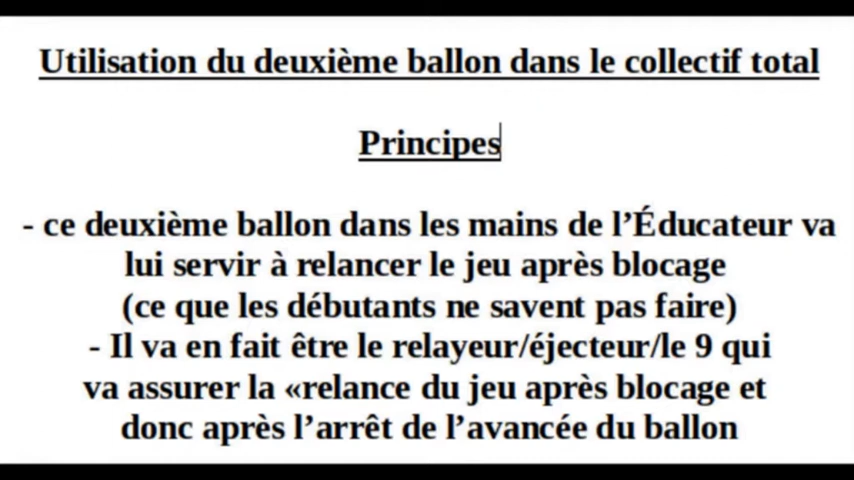 Utilisation du deuxième ballon dans le collectif total
Principes
- ce deuxième ballon dans les mains de l’Éducateur va
lui servir à relancer le jeu après blocage
(ce que les débutants ne savent pas faire)
- Il va en fait être le relayeur/éjecteur/le 9 qui
va assurer la «relance du jeu après blocage et
donc après l’arrêt de l’avancée du ballon